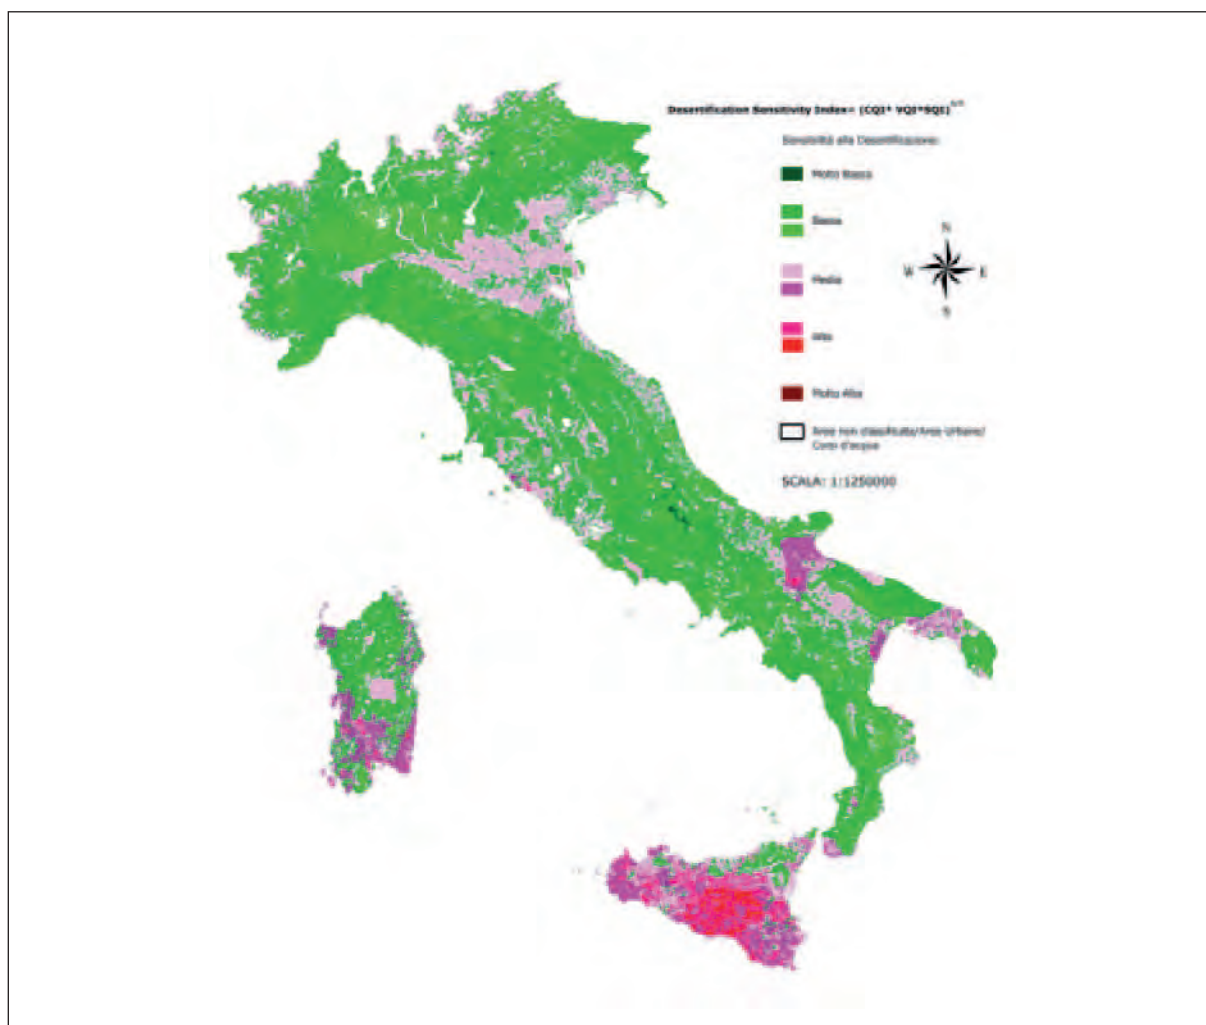 Desertification Sensitivity Index= (CQI* VQI*SQI)
Sensibilità alla Desertificazione:
Molto Bassa
Bassa
Media
Alta
Molto Alta
Aree non classificate/Aree Urbane/
Corsi d'acqua
SCALA: 1:1250000
N
W
E
S